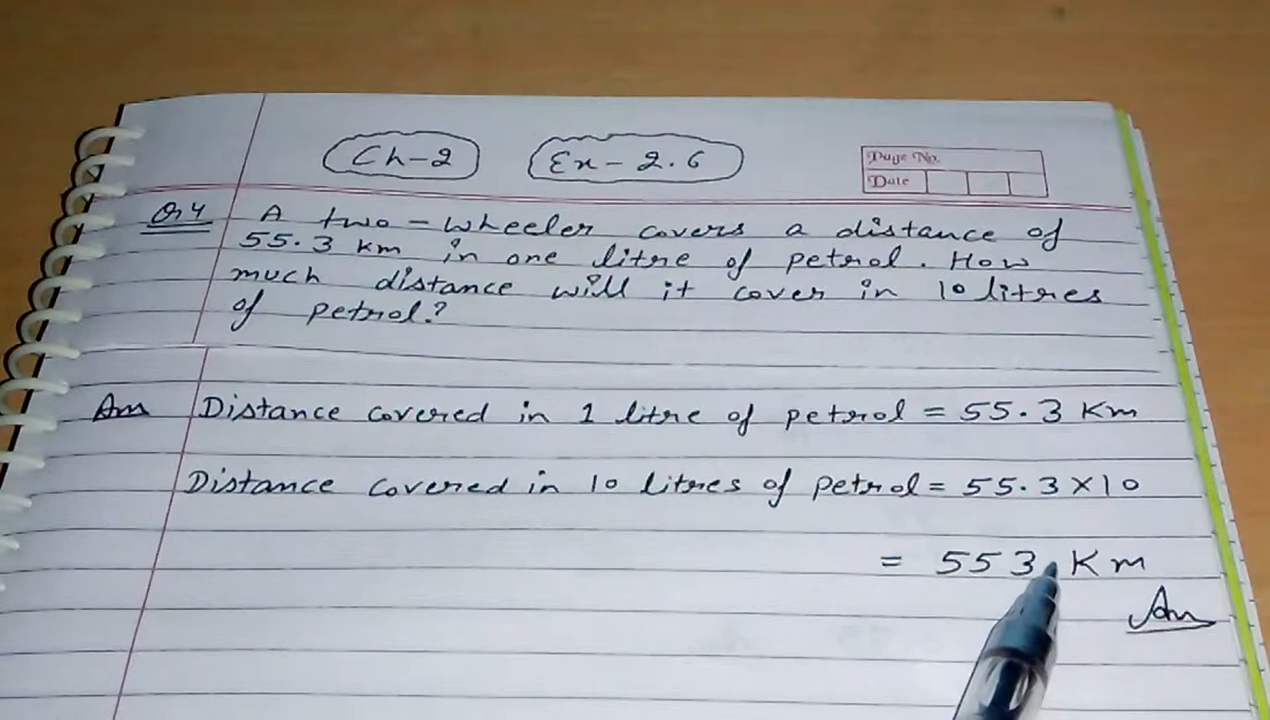 Ch-2
Ex - 2.6
Page No.
Date
Q.4 A two-wheeler covers a distance of
55.3 km in one litre of petrol. How
much distance will it cover in 10 litres
of petrol?
Ans Distance covered in 1 litre of petrol = 55.3 Km
Distance covered in 10 litres of petrol = 55.3 × 10
= 553 Km
Ans